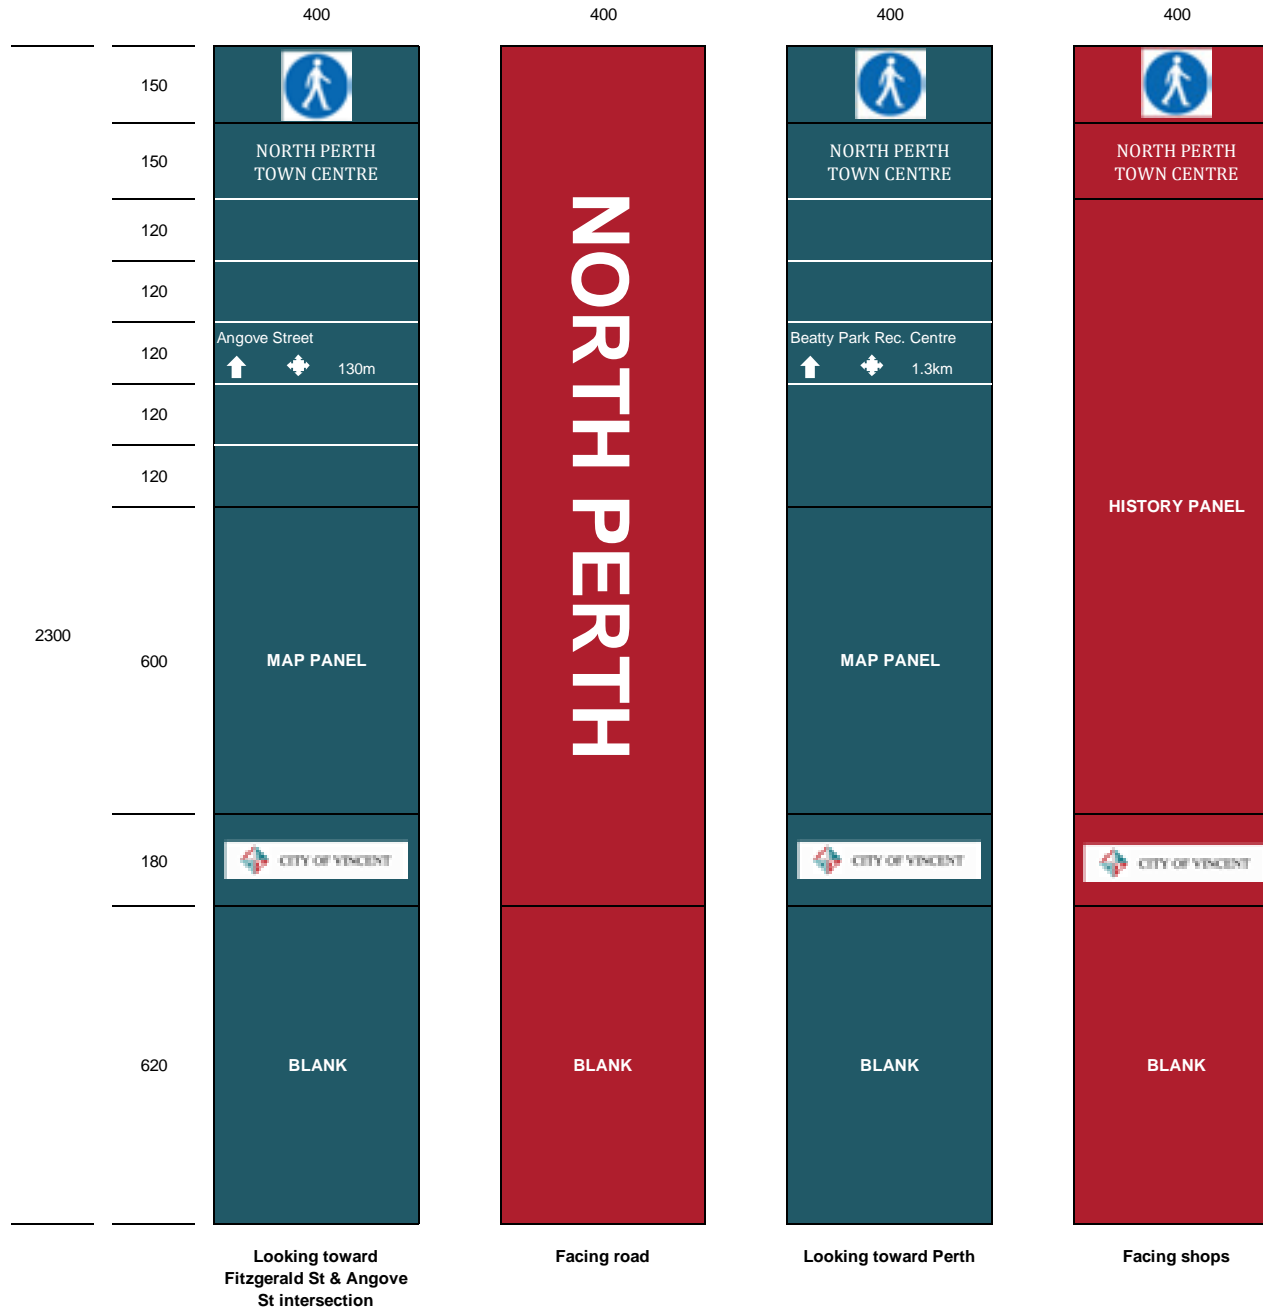 400
400
400
400
150
150
120
120
120
120
120
2300
600
180
620
NORTH PERTH
TOWN CENTRE
Angove Street
130m
MAP PANEL
CITY OF VINCENT
BLANK
Looking toward
Fitzgerald St & Angove
St intersection
NORTH PERTH
BLANK
Facing road
NORTH PERTH
TOWN CENTRE
Beatty Park Rec. Centre
1.3km
MAP PANEL
CITY OF VINCENT
BLANK
Looking toward Perth
NORTH PERTH
TOWN CENTRE
HISTORY PANEL
CITY OF VINCENT
BLANK
Facing shops